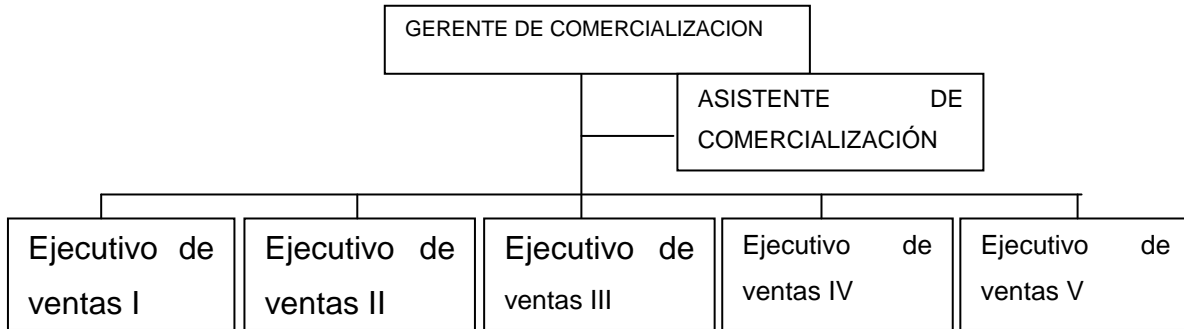 GERENTE DE COMERCIALIZACION
ASISTENTE DE
COMERCIALIZACIÓN
Ejecutivo de
ventas I
Ejecutivo de
ventas II
Ejecutivo de
ventas III
Ejecutivo de
ventas IV
Ejecutivo de
ventas V